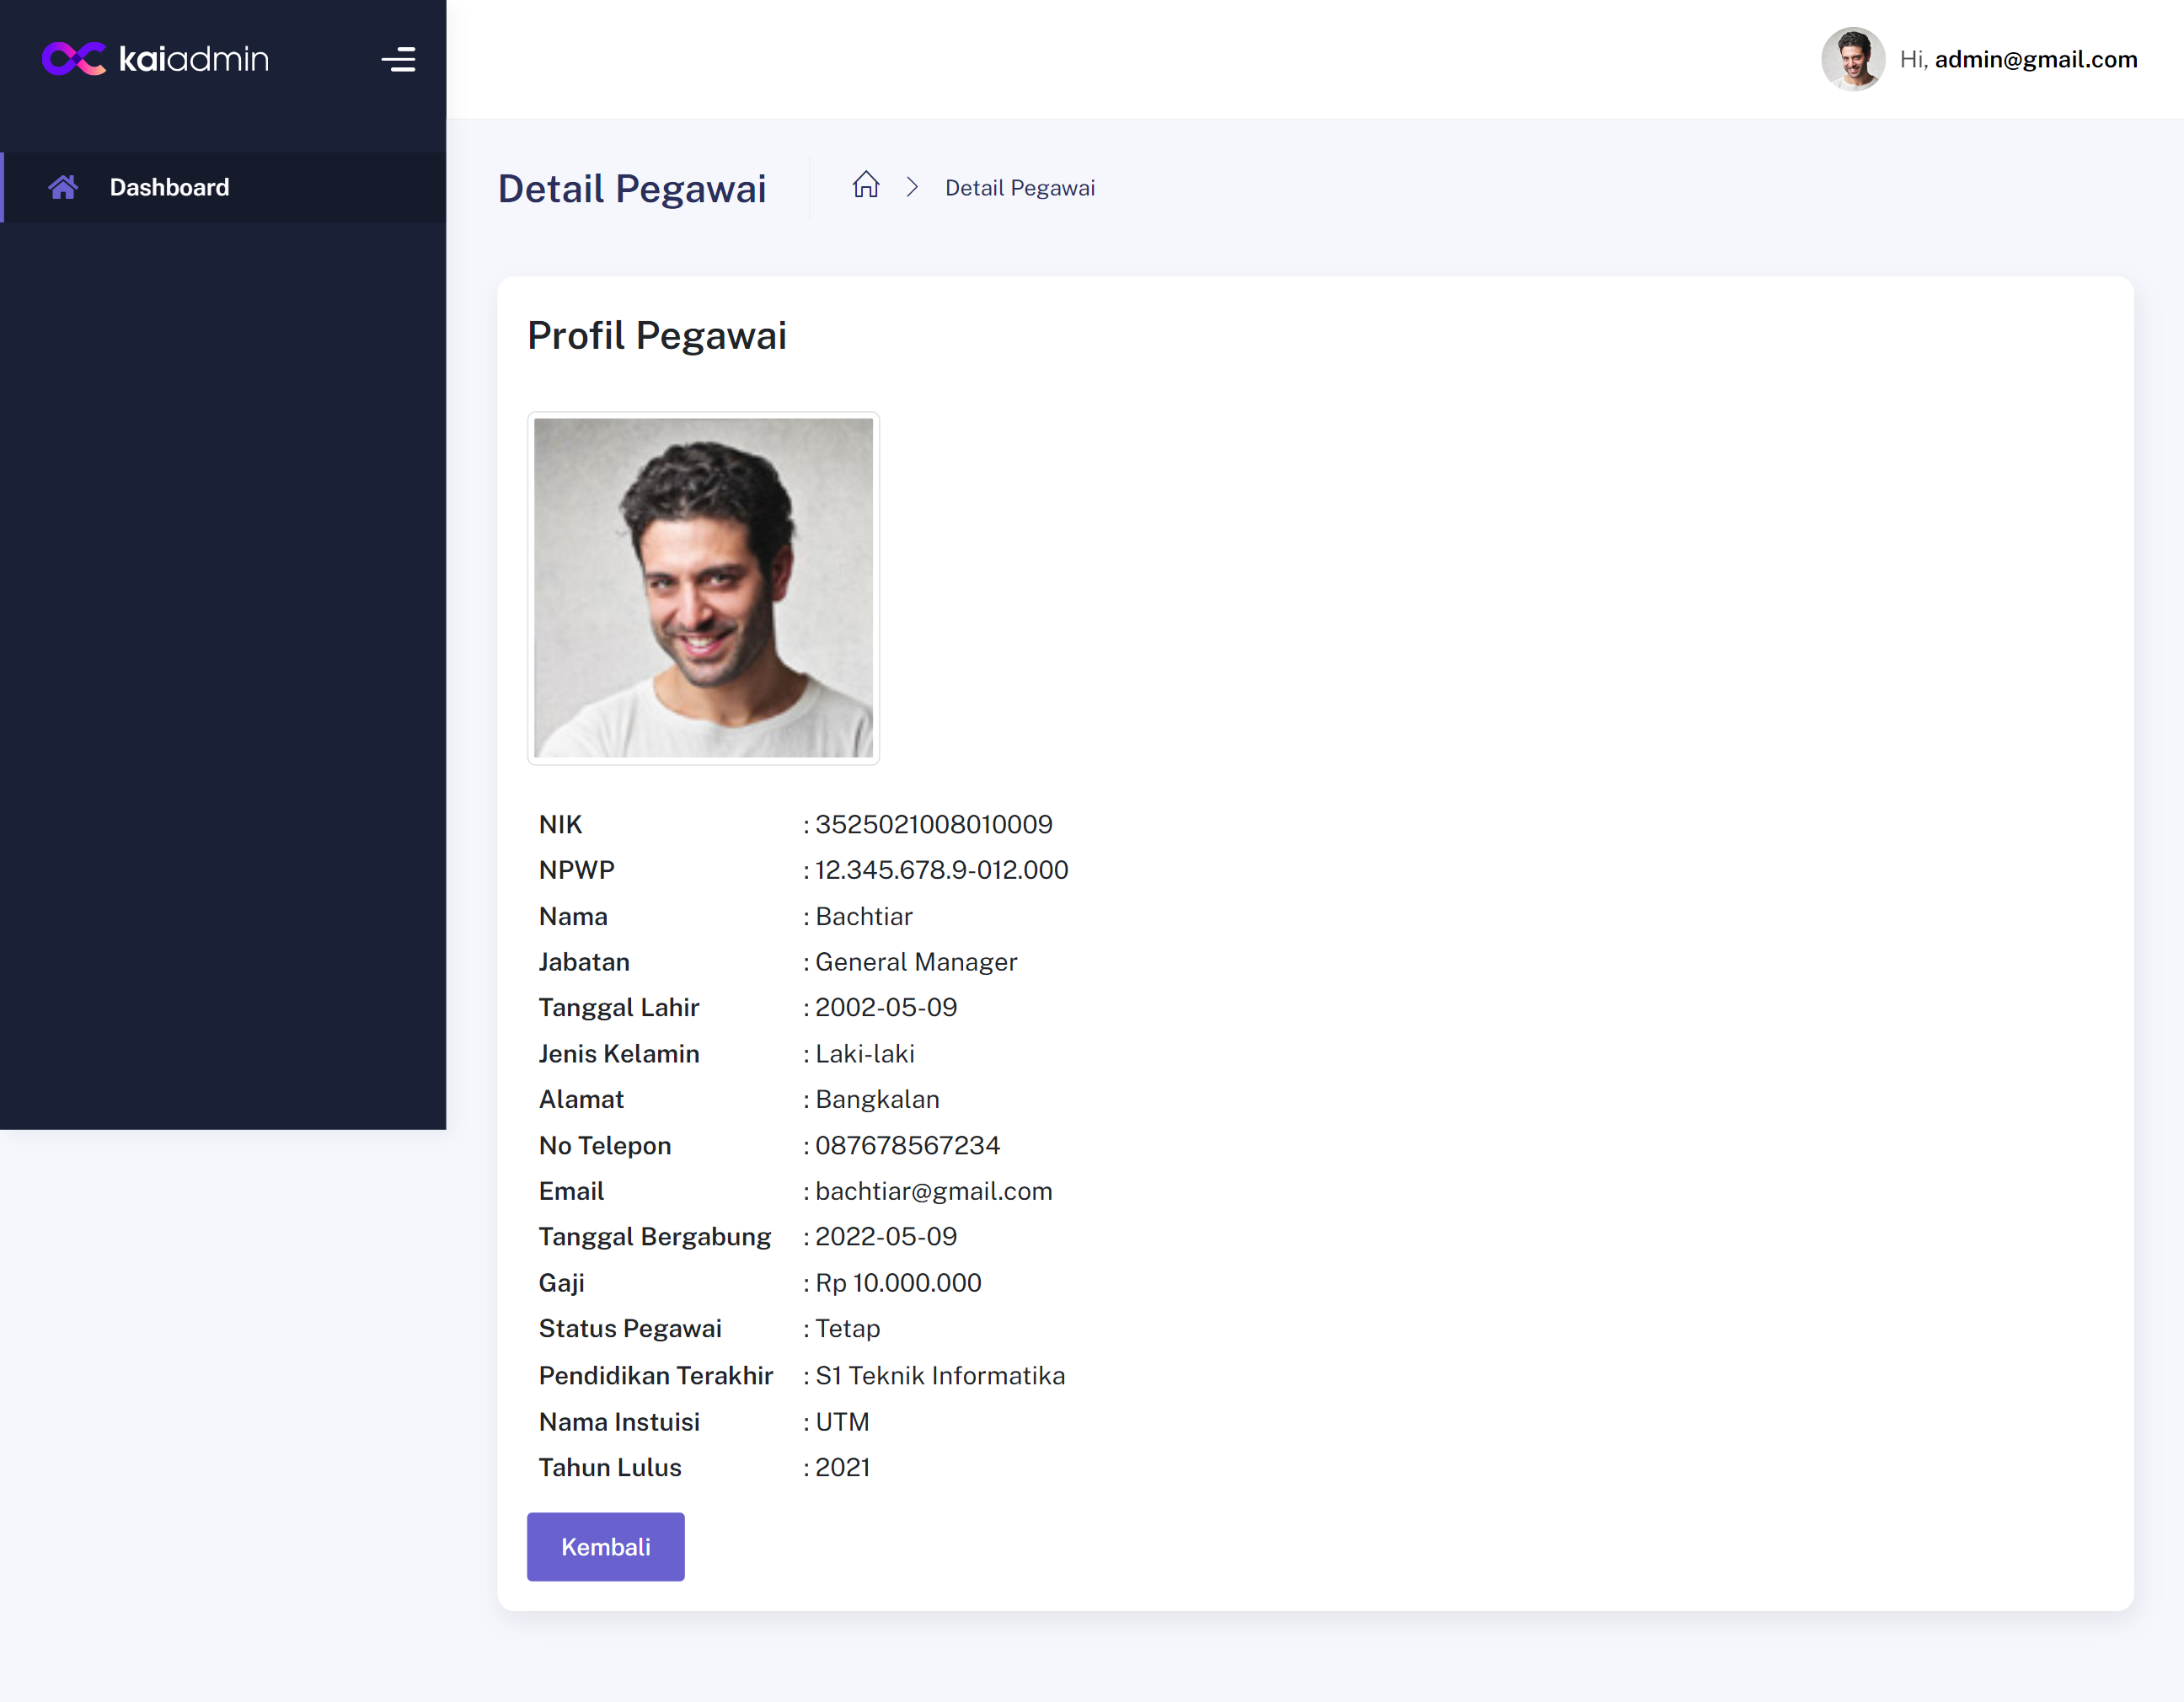 kaiadmin
Hi, admin@gmail.com
Dashboard
Detail Pegawai
Detail Pegawai
Profil Pegawai
NIK : 3525021008010009
NPWP : 12.345.678.9-012.000
Nama : Bachtiar
Jabatan : General Manager
Tanggal Lahir : 2002-05-09
Jenis Kelamin : Laki-laki
Alamat : Bangkalan
No Telepon : 087678567234
Email : bachtiar@gmail.com
Tanggal Bergabung : 2022-05-09
Gaji : Rp 10.000.000
Status Pegawai : Tetap
Pendidikan Terakhir : S1 Teknik Informatika
Nama Instuisi : UTM
Tahun Lulus : 2021
Kembali